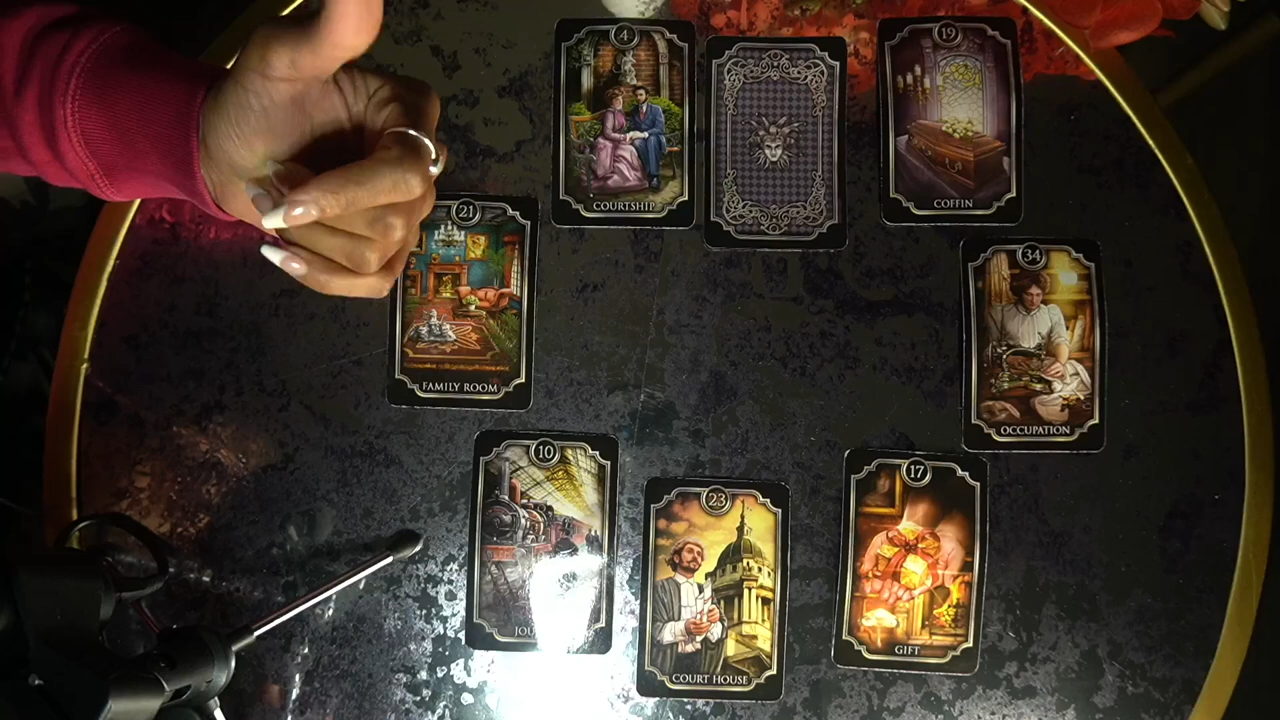 4
COURTSHIP
19
COFFIN
21
FAMILY ROOM
34
OCCUPATION
10
23
COURT HOUSE
17
GIFT